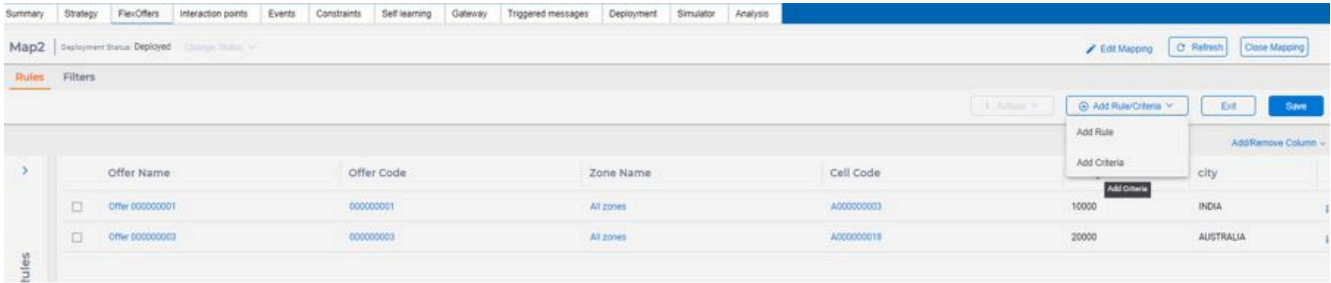 Summary Strategy FlexOffers Interaction points Events Constraints Self learning Gateway Triggered messages Deployment Simulator Analysis
Map2 Deployment Status: Deployed Change Status Edit Mapping Refresh Close Mapping
Rules Filters
Actions Add Rule/Criteria Exit Save
Add Rule
Add/Remove Column
Add Criteria
Offer Name Offer Code Zone Name Cell Code city
Add Criteria
Offer 000000001 000000001 All zones A000000003 10000 INDIA
Offer 000000003 000000003 All zones A000000018 20000 AUSTRALIA
Rules